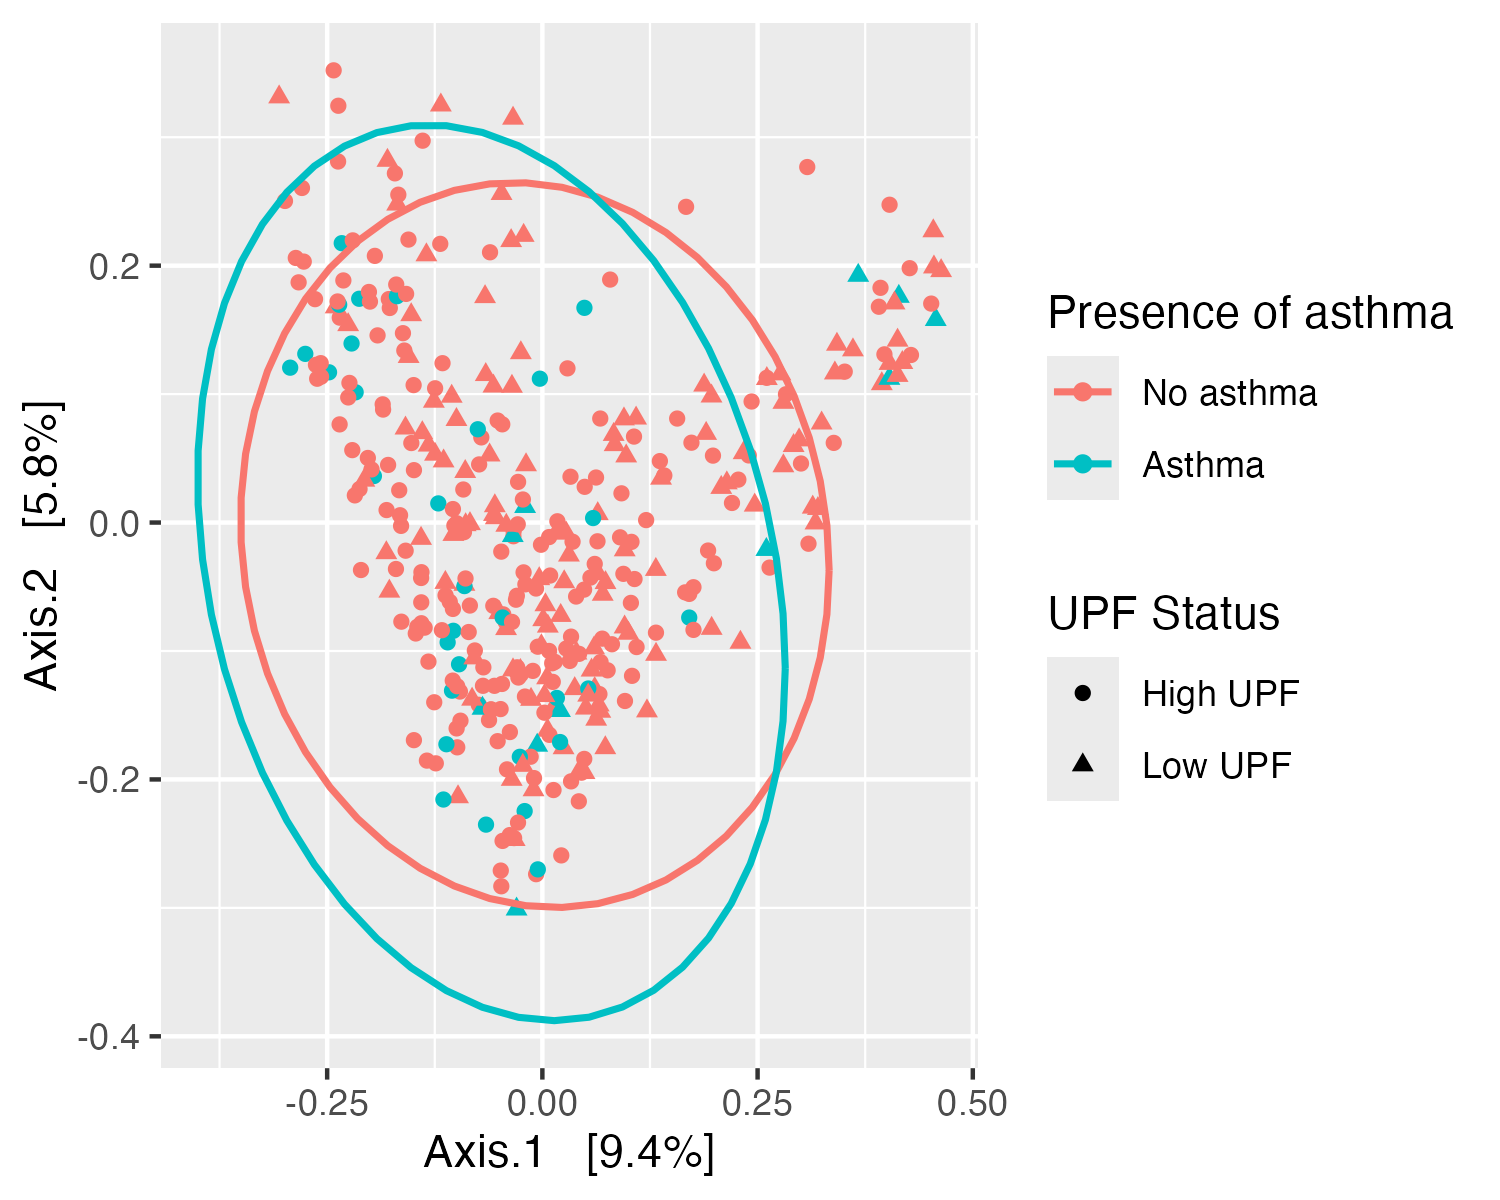 Axis.2   [5.8%]
0.2
0.0
-0.2
-0.4
-0.25
0.00
0.25
0.50
Axis.1   [9.4%]
Presence of asthma
No asthma
Asthma
UPF Status
High UPF
Low UPF